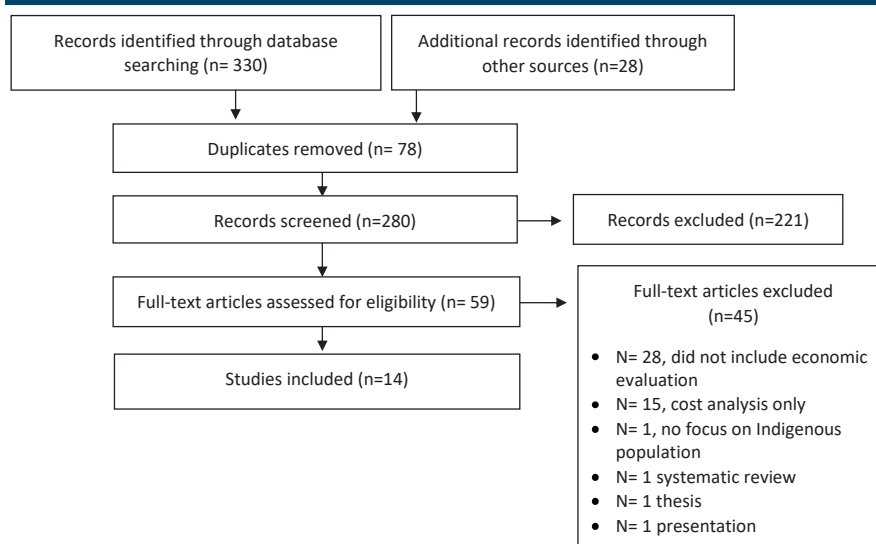 Records identified through database
searching (n= 330)
Additional records identified through
other sources (n=28)
Duplicates removed (n= 78)
Records screened (n=280)
Records excluded (n=221)
Full-text articles assessed for eligibility (n= 59)
Full-text articles excluded
(n=45)
Studies included (n=14)
• N= 28, did not include economic
evaluation
• N= 15, cost analysis only
• N= 1, no focus on Indigenous
population
• N= 1 systematic review
• N= 1 thesis
• N= 1 presentation